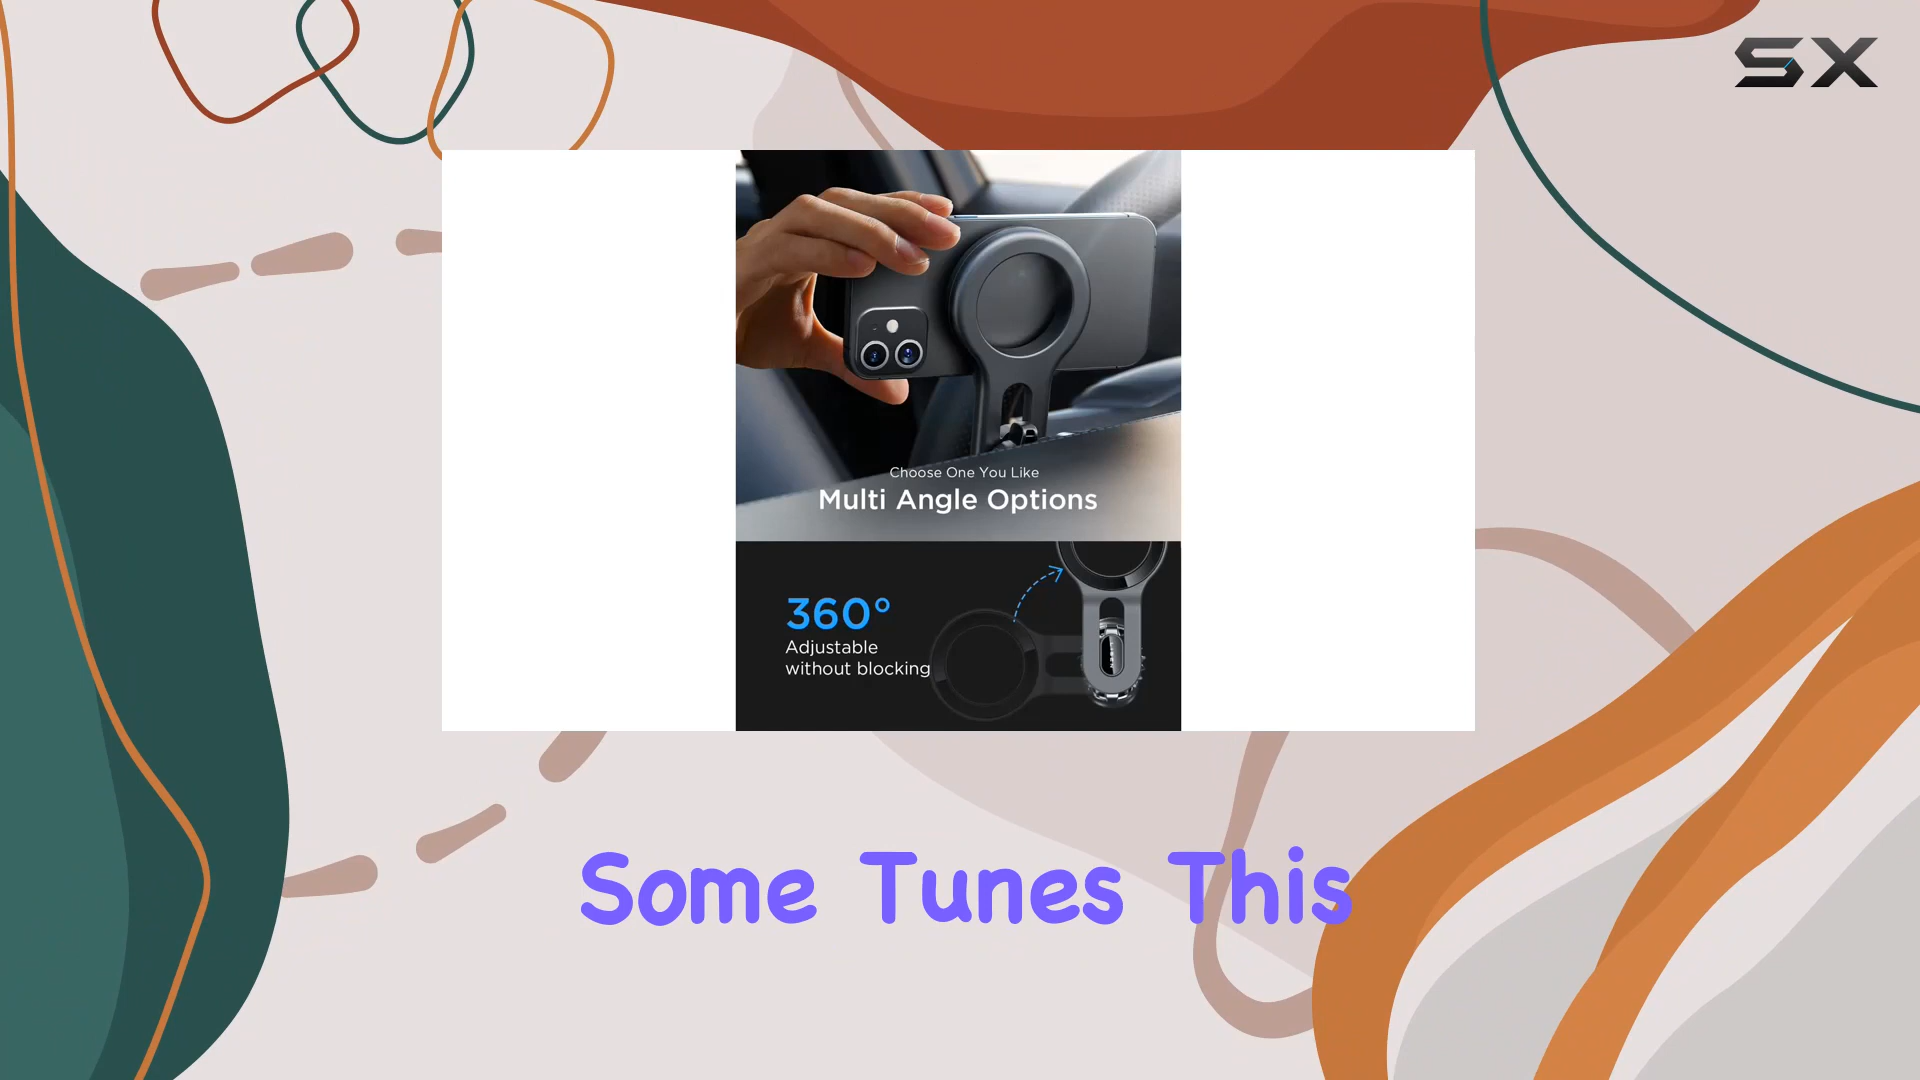 SX
Choose One You Like
Multi Angle Options
360°
Adjustable
without blocking
Some Tunes This